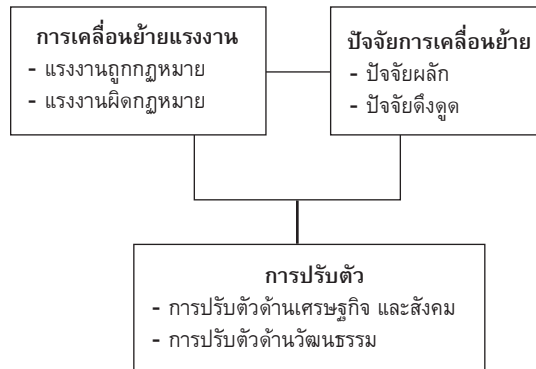 การเคลื่อนย้ายแรงงาน
- แรงงานถูกกฎหมาย
- แรงงานผิดกฎหมาย
ปัจจัยการเคลื่อนย้าย
- ปัจจัยผลัก
- ปัจจัยดึงดูด
การปรับตัว
- การปรับตัวด้านเศรษฐกิจ และสังคม
- การปรับตัวด้านวัฒนธรรม